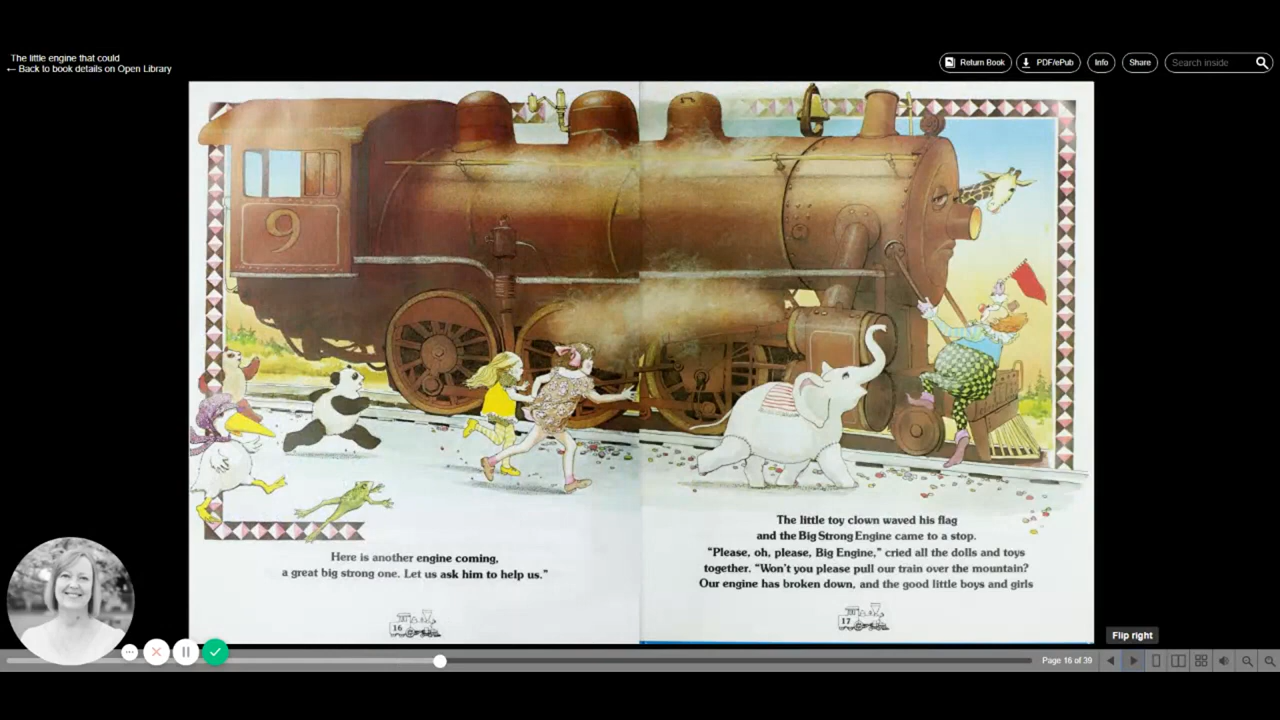 The little engine that could
← Back to book details on Open Library
Return Book
PDF/ePub
Info
Share
Search inside
9
Here is another engine coming,
a great big strong one. Let us ask him to help us."
16
The little toy clown waved his flag
and the Big Strong Engine came to a stop.
"Please, oh, please, Big Engine," cried all the dolls and toys
together. "Won't you please pull our train over the mountain?
Our engine has broken down, and the good little boys and girls
17
Flip right
Page 16 of 39